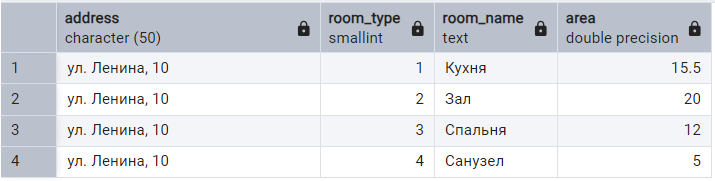 address room_type room_name area
character (50) smallint text double precision
1 ул. Ленина, 10 1 Кухня 15.5
2 ул. Ленина, 10 2 Зал 20
3 ул. Ленина, 10 3 Спальня 12
4 ул. Ленина, 10 4 Санузел 5